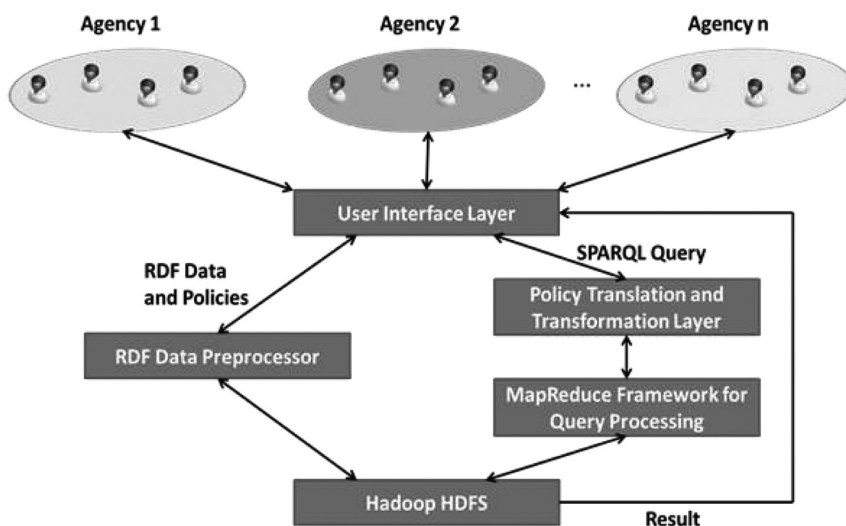 Agency 1
Agency 2
Agency n
...
User Interface Layer
RDF Data
and Policies
SPARQL Query
Policy Translation and
Transformation Layer
RDF Data Preprocessor
MapReduce Framework for
Query Processing
Hadoop HDFS
Result